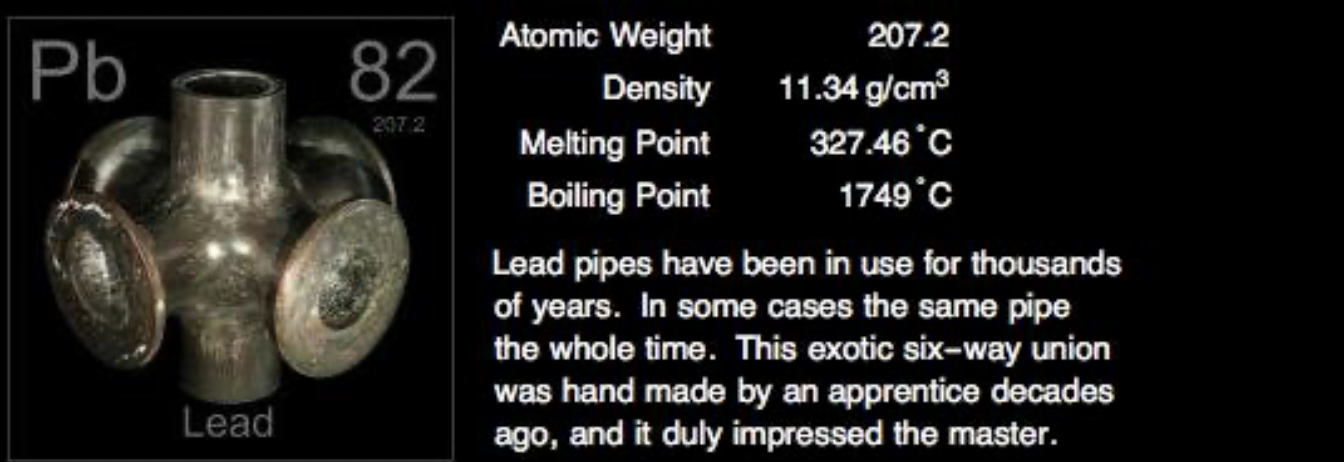 Pb 82
207.2
Lead
Atomic Weight 207.2
Density 11.34 g/cm³
Melting Point 327.46 °C
Boiling Point 1749 °C
Lead pipes have been in use for thousands
of years. In some cases the same pipe
the whole time. This exotic six–way union
was hand made by an apprentice decades
ago, and it duly impressed the master.